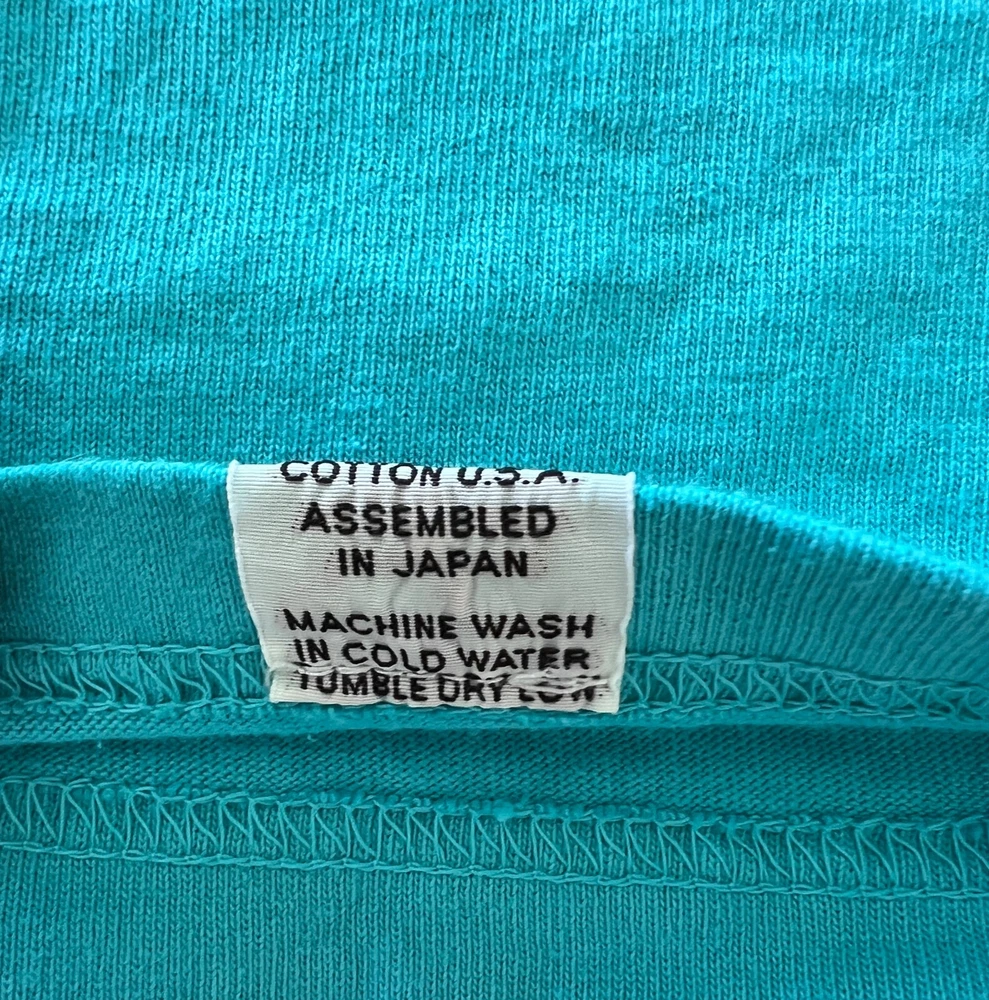 COTTON U.S.A.
ASSEMBLED
IN JAPAN
MACHINE WASH
IN COLD WATER
TUMBLE DRY LOW